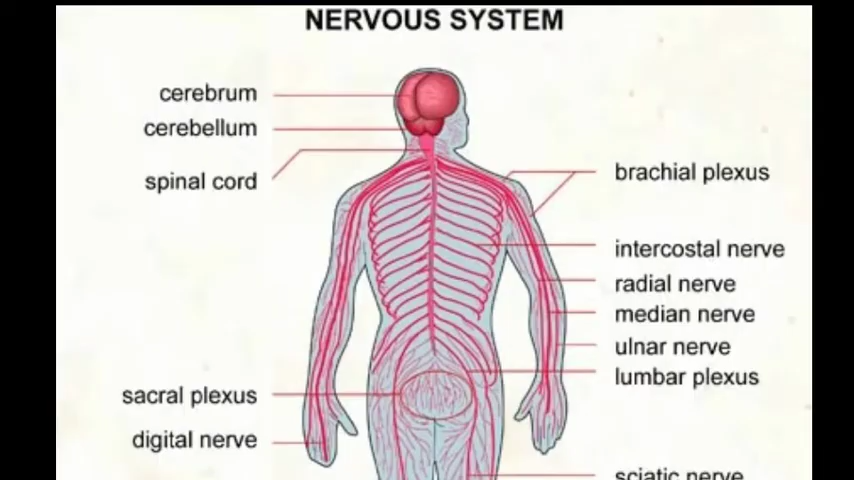 NERVOUS SYSTEM
cerebrum
cerebellum
spinal cord
brachial plexus
intercostal nerve
radial nerve
median nerve
ulnar nerve
lumbar plexus
sacral plexus
digital nerve
sciatic nerve